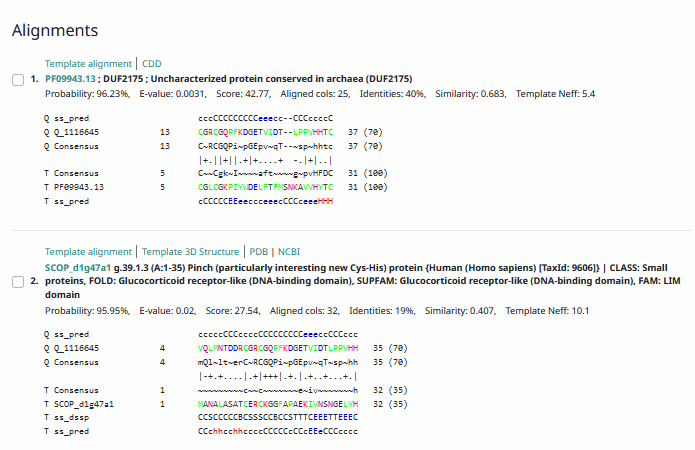 Alignments
Template alignment | CDD
1. PF09943.13 ; DUF2175 ; Uncharacterized protein conserved in archaea (DUF2175)
Probability: 96.23%, E-value: 0.0031, Score: 42.77, Aligned cols: 25, Identities: 40%, Similarity: 0.683, Template Neff: 5.4
Q ss_pred cccCCCCCCCCCeeecc--CCCccccC
Q Q_1116645 13 CGRCGQPFKDGETVIDT--LPPVHHTC 37 (70)
Q Consensus 13 C~RCGQPi~pGEpv~qT--~sp~hhtc 37 (70)
|+.||+||.+|+....+ -.|+|..|
T Consensus 5 C~~Cgk~I~~~~aft~~~~g~pvHFDC 31 (100)
T PF09943.13 5 CGLCGKPIYWDELFTFMSNKAVVHYTC 31 (100)
T ss_pred cCCCCCEEeecccceeecCCCceeeHHH
Template alignment | Template 3D Structure | PDB | NCBI
SCOP_d1g47a1 g.39.1.3 (A:1-35) Pinch (particularly interesting new Cys-His) protein {Human (Homo sapiens) [TaxId: 9606]} | CLASS: Small
2. proteins, FOLD: Glucocorticoid receptor-like (DNA-binding domain), SUPFAM: Glucocorticoid receptor-like (DNA-binding domain), FAM: LIM
domain
Probability: 95.95%, E-value: 0.02, Score: 27.54, Aligned cols: 32, Identities: 19%, Similarity: 0.407, Template Neff: 10.1
Q ss_pred cccccCCCccccCCCCCCCCCeeeccCCCccc
Q Q_1116645 4 VQLMNTDDRCGRCGQPFKDGETVIDTLPPVHH 35 (70)
Q Consensus 4 mQl~lt~erC~RCGQPi~pGEpv~qT~sp~hh 35 (70)
|-+.+....|.+|+++|.+.|.|.+..+...+.|
T Consensus 1 ~~~~~~~~~c~~c~~~~~~~~e~iv~~~~~~~h 32 (35)
T SCOP_d1g47a1 1 MANALASATCERCKGGFAPAEKIVNSNGELYH 32 (35)
T ss_dssp CCSCCCCCBCSSSCCBCCSTTTCEEETTEEEC
T ss_pred CCchhcchhccccCCCCCcCCcEEeCCCcccc